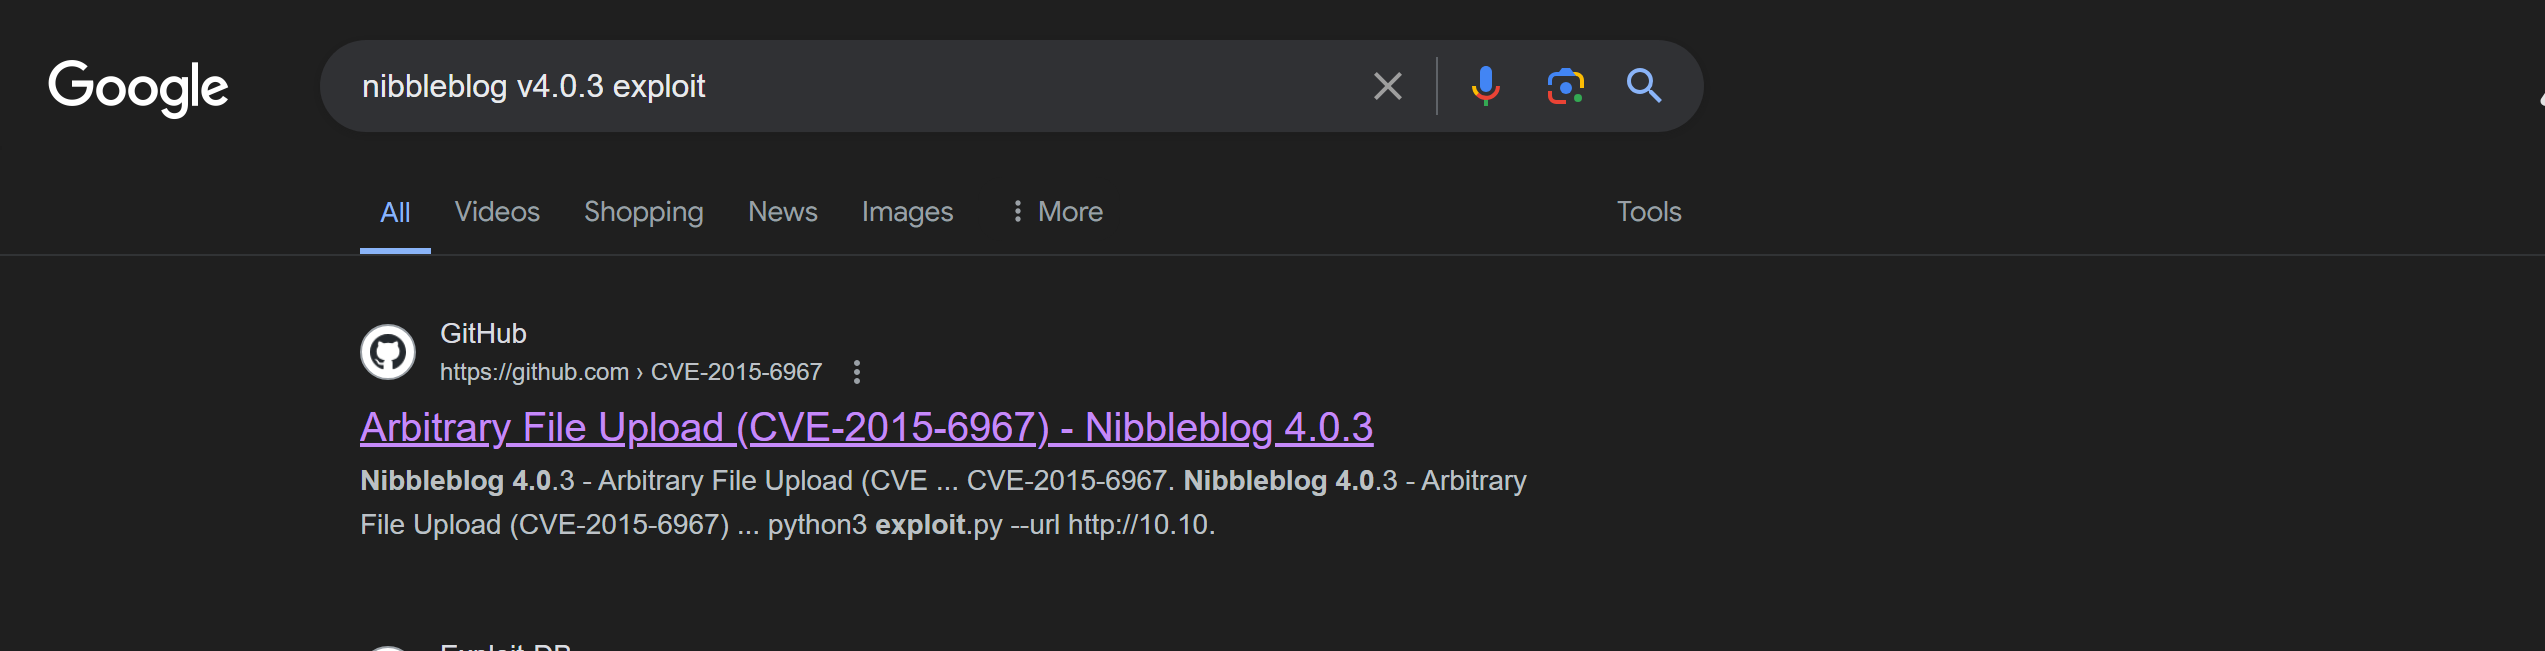 Google
nibbleblog v4.0.3 exploit
All Videos Shopping News Images More Tools
GitHub
https://github.com › CVE-2015-6967
Arbitrary File Upload (CVE-2015-6967) - Nibbleblog 4.0.3
Nibbleblog 4.0.3 - Arbitrary File Upload (CVE ... CVE-2015-6967. Nibbleblog 4.0.3 - Arbitrary
File Upload (CVE-2015-6967) ... python3 exploit.py --url http://10.10.
Exploit-DB